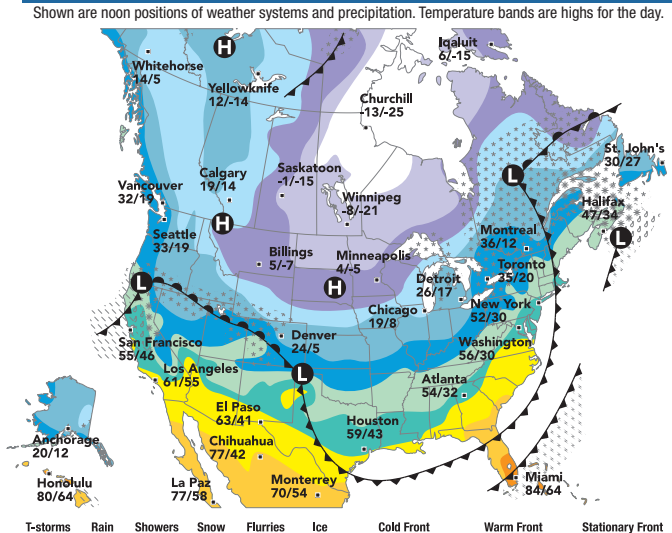 Shown are noon positions of weather systems and precipitation. Temperature bands are highs for the day.
H
Iqaluit
6/-15
Whitehorse
14/5
Yellowknife
12/-14
Churchill
-13/-25
St. John's
30/27
L
Calgary
19/14
Saskatoon
-1/-15
Vancouver
32/19
Winnipeg
-8/-21
Halifax
47/34
H
Seattle
33/19
Montreal
36/12
L
Billings
5/-7
Minneapolis
4/-5
Toronto
35/20
L
H
Detroit
26/17
Chicago
19/8
New York
52/30
San Francisco
55/46
Denver
24/5
Washington
56/30
Los Angeles
61/55
L
Atlanta
54/32
El Paso
63/41
Houston
59/43
Anchorage
20/12
Chihuahua
77/42
Honolulu
80/64
La Paz
77/58
Monterrey
70/54
Miami
84/64
T-storms Rain Showers Snow Flurries Ice Cold Front Warm Front Stationary Front